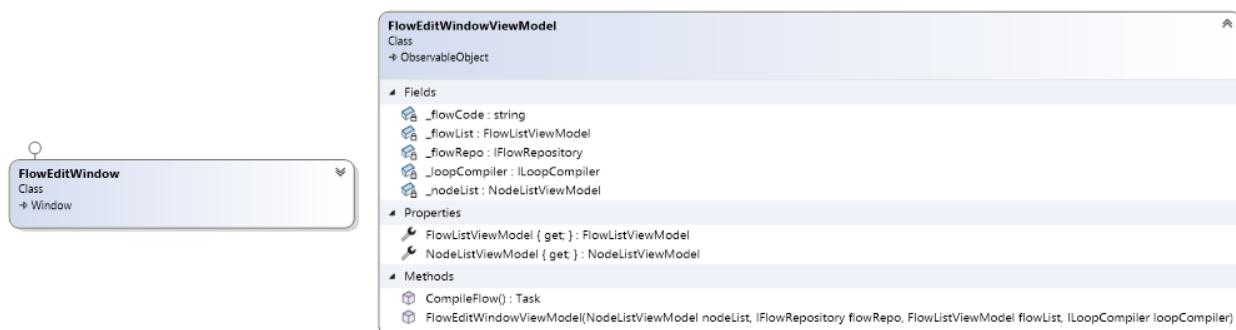 FlowEditWindow
Class
Window
FlowEditWindowViewModel
Class
ObservableObject
Fields
_flowCode : string
_flowList : FlowListViewModel
_flowRepo : IFlowRepository
_loopCompiler : ILoopCompiler
_nodeList : NodeListViewModel
Properties
FlowListViewModel { get; } : FlowListViewModel
NodeListViewModel { get; } : NodeListViewModel
Methods
CompileFlow() : Task
FlowEditWindowViewModel(NodeListViewModel nodeList, IFlowRepository flowRepo, FlowListViewModel flowList, ILoopCompiler loopCompiler)